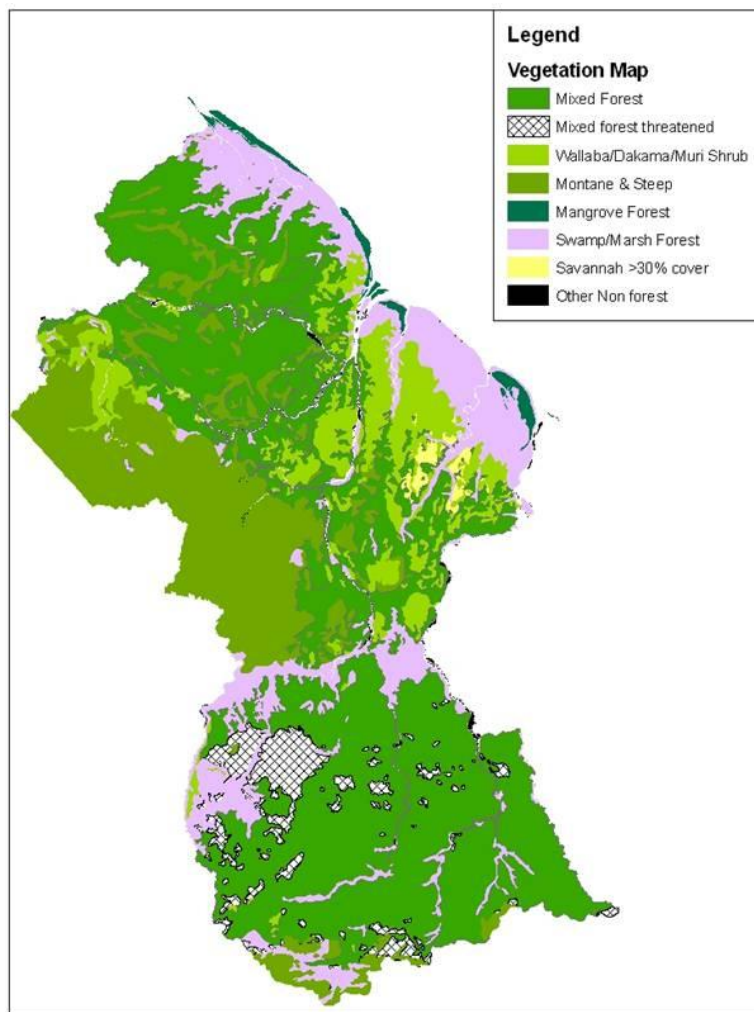 Legend
Vegetation Map
Mixed Forest
Mixed forest threatened
Wallaba/Dakama/Muri Shrub
Montane & Steep
Mangrove Forest
Swamp/Marsh Forest
Savannah >30% cover
Other Non forest